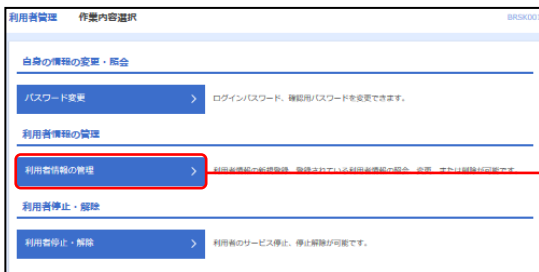 利用者管理 作業内容選択 BRSK001
自身の情報の変更・照会
パスワード変更 ログインパスワード、確認用パスワードを変更できます。
利用者情報の管理
利用者情報の管理 利用者情報の新規登録、登録されている利用者情報の照会、変更、または解除が可能です。
利用者停止・解除
利用者停止・解除 利用者のサービス停止、停止解除が可能です。